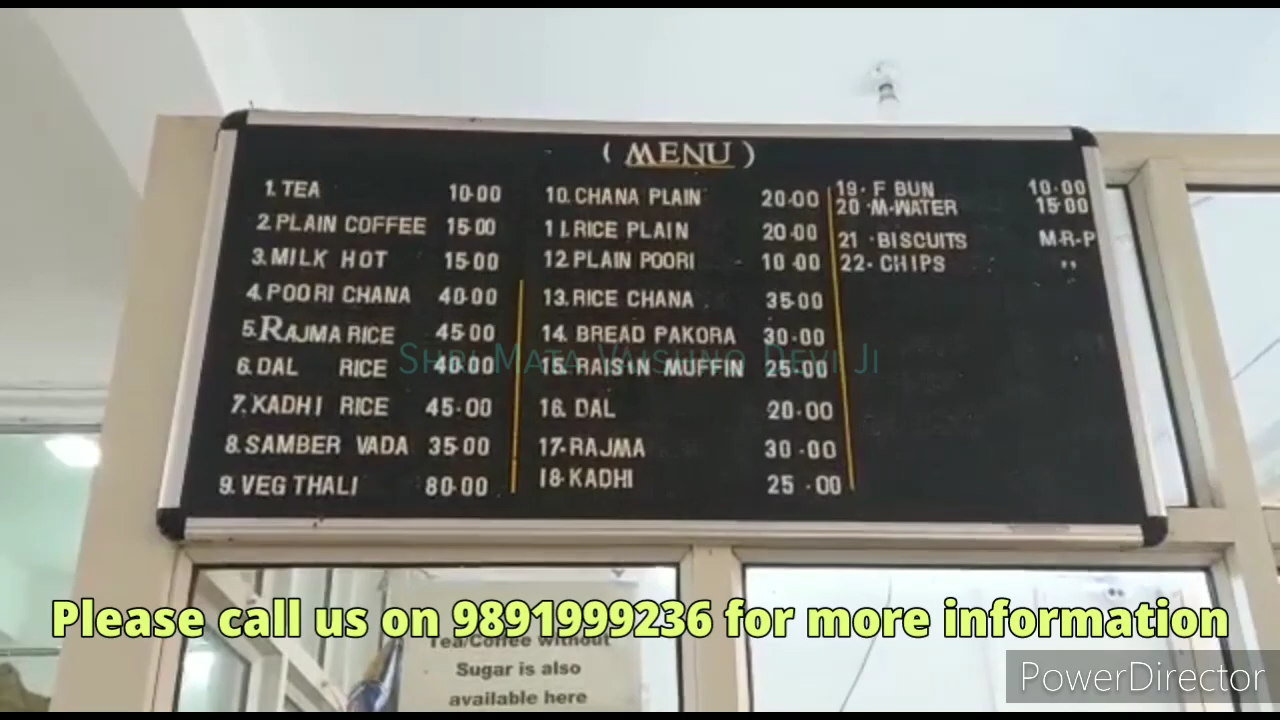 ( MENU )
1. TEA 10.00
2. PLAIN COFFEE 15.00
3. MILK HOT 15.00
4. POORI CHANA 40.00
5. RAJMA RICE 45.00
6. DAL RICE 40.00
7. KADHI RICE 45.00
8. SAMBER VADA 35.00
9. VEG THALI 80.00
10. CHANA PLAIN 20.00
11. RICE PLAIN 20.00
12. PLAIN POORI 10.00
13. RICE CHANA 35.00
14. BREAD PAKORA 30.00
15. RAISIN MUFFIN 25.00
16. DAL 20.00
17. RAJMA 30.00
18. KADHI 25.00
19. F BUN 10.00
20. M-WATER 15.00
21. BISCUITS M-R-P
22. CHIPS ,,
SHRI MATA VAISHNO DEVI JI
Please call us on 9891999236 for more information
Tea/Coffee without
Sugar is also
available here
PowerDirector